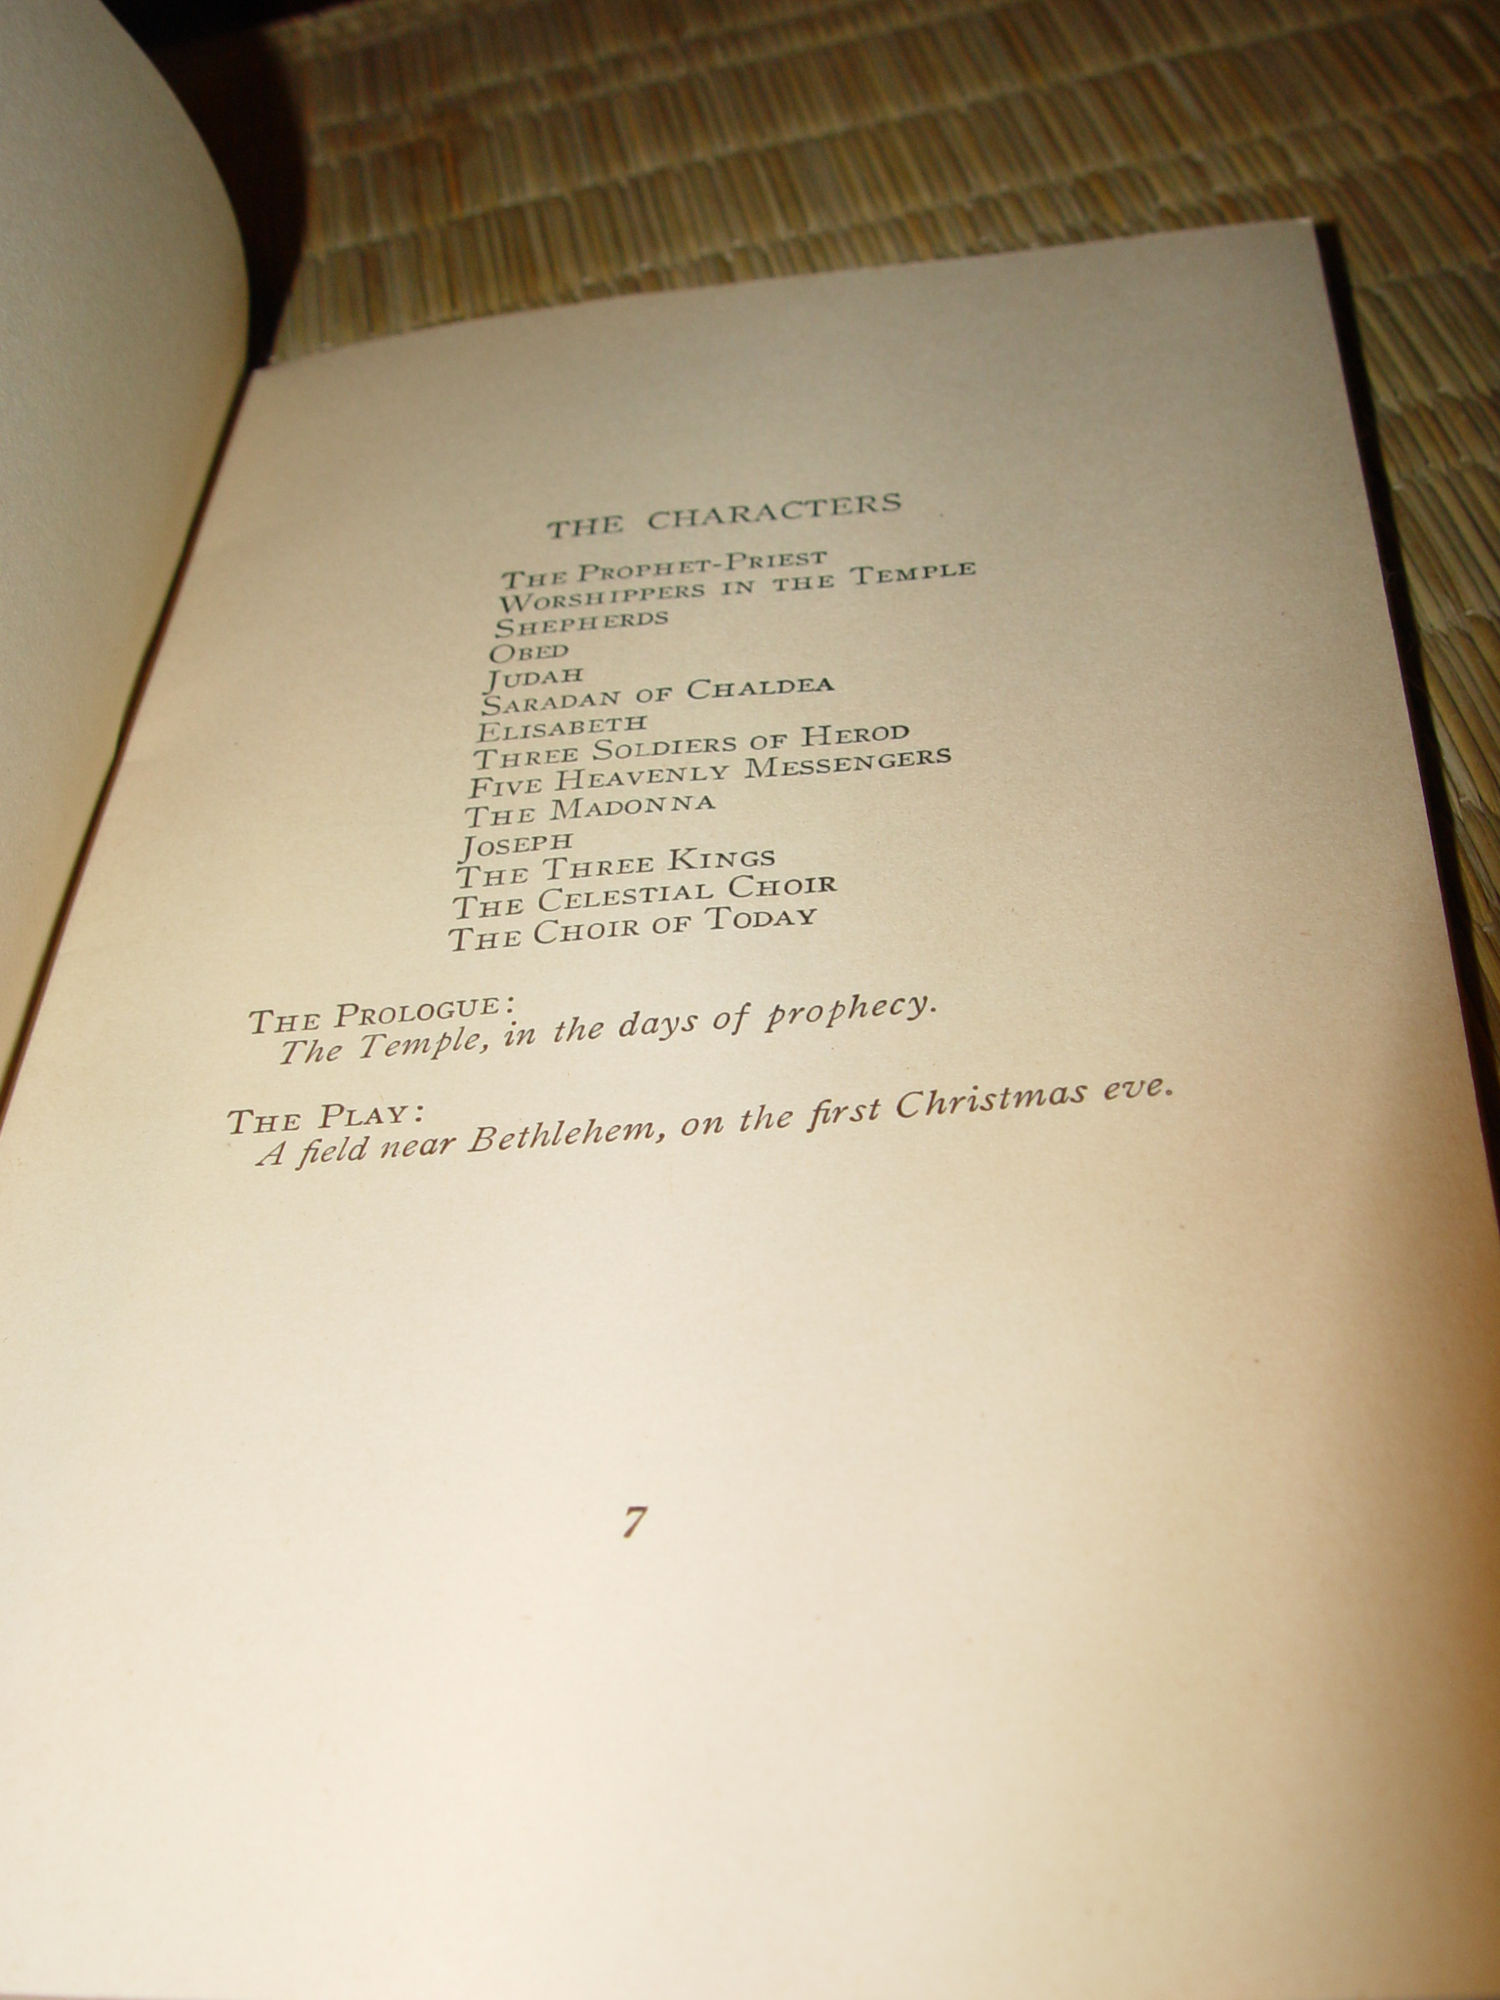 THE CHARACTERS
THE PROPHET-PRIEST
WORSHIPPERS IN THE TEMPLE
SHEPHERDS
OBED
JUDAH
SARADAN OF CHALDEA
ELISABETH
THREE SOLDIERS OF HEROD
FIVE HEAVENLY MESSENGERS
THE MADONNA
JOSEPH
THE THREE KINGS
THE CELESTIAL CHOIR
THE CHOIR OF TODAY
THE PROLOGUE:
The Temple, in the days of prophecy.
THE PLAY:
A field near Bethlehem, on the first Christmas eve.
7